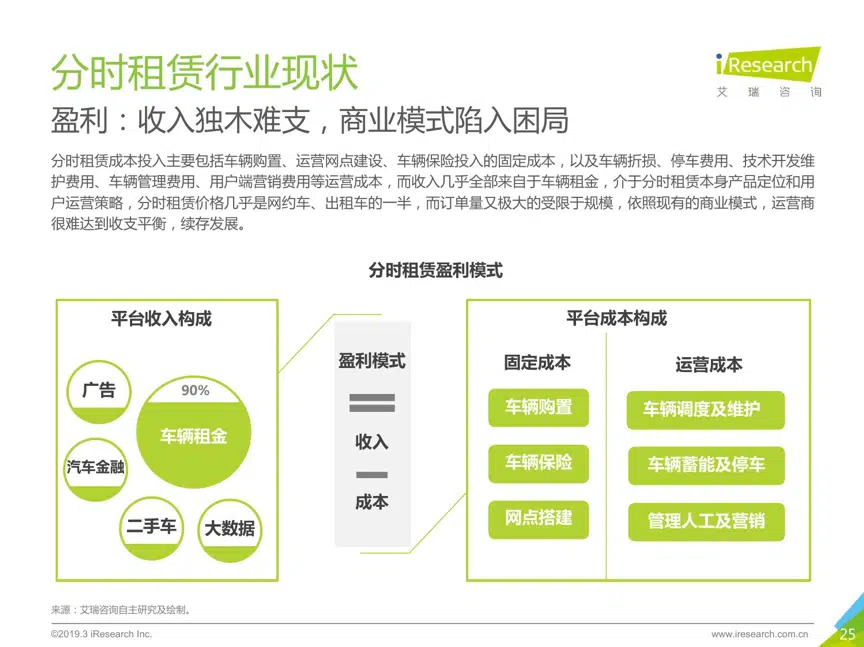 分时租赁行业现状
iResearch
艾瑞咨询
盈利：收入独木难支，商业模式陷入困局
分时租赁成本投入主要包括车辆购置、运营网点建设、车辆保险投入的固定成本，以及车辆折损、停车费用、技术开发维
护费用、车辆管理费用、用户端营销费用等运营成本，而收入几乎全部来自于车辆租金，介于分时租赁本身产品定位和用
户运营策略，分时租赁价格几乎是网约车、出租车的一半，而订单量又极大的受限于规模，依照现有的商业模式，运营商
很难达到收支平衡，续存发展。
分时租赁盈利模式
平台收入构成
广告
90%
车辆租金
汽车金融
二手车
大数据
盈利模式
=
收入
—
成本
平台成本构成
固定成本
车辆购置
车辆保险
网点搭建
运营成本
车辆调度及维护
车辆蓄能及停车
管理人工及营销
来源：艾瑞咨询自主研究及绘制。
©2019.3 iResearch Inc.
www.iresearch.com.cn
25